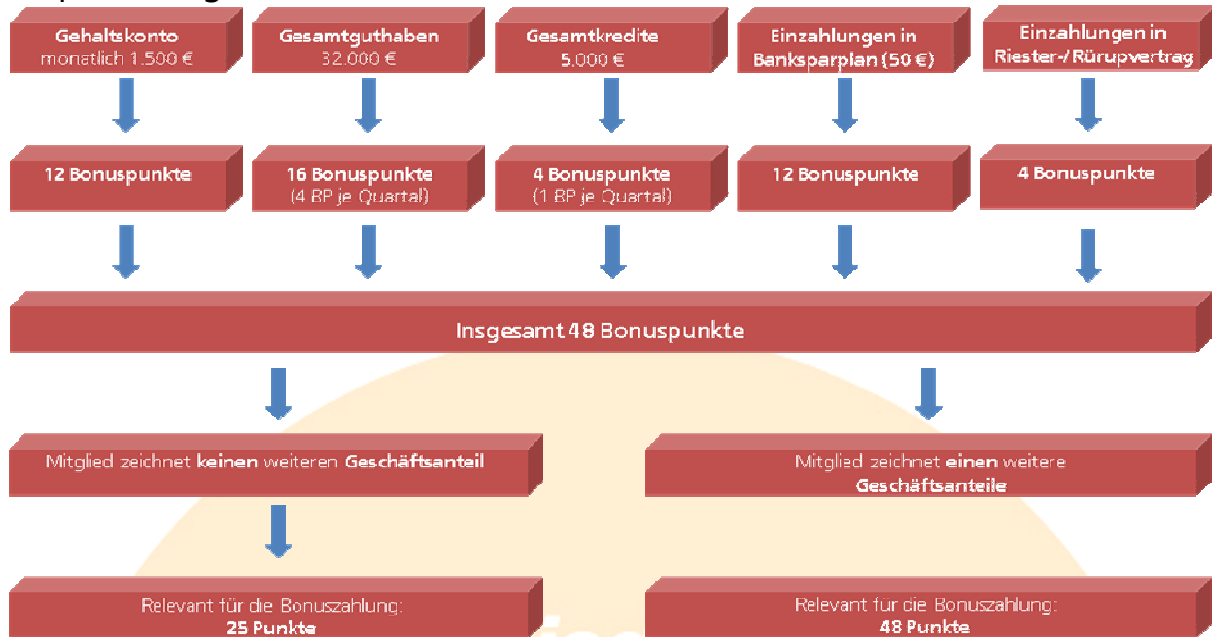 Gehaltskonto
monatlich 1.500 €
Gesamtguthaben
32.000 €
Gesamtkredite
5.000 €
Einzahlungen in
Banksparplan (50 €)
Einzahlungen in
Riester-/Rürupvertrag
12 Bonuspunkte
16 Bonuspunkte
(4 BP je Quartal)
4 Bonuspunkte
(1 BP je Quartal)
12 Bonuspunkte
4 Bonuspunkte
Insgesamt 48 Bonuspunkte
Mitglied zeichnet keinen weiteren Geschäftsanteil
Mitglied zeichnet einen weitere
Geschäftsanteile
Relevant für die Bonuszahlung:
25 Punkte
Relevant für die Bonuszahlung:
48 Punkte